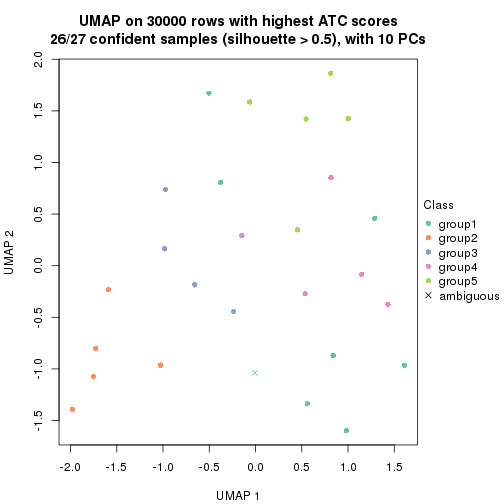 UMAP on 30000 rows with highest ATC scores
26/27 confident samples (silhouette > 0.5), with 10 PCs
2.0
1.5
1.0
0.5
0.0
-0.5
-1.0
-1.5
UMAP 2
-2.0 -1.5 -1.0 -0.5 0.0 0.5 1.0 1.5
UMAP 1
Class
group1
group2
group3
group4
group5
ambiguous